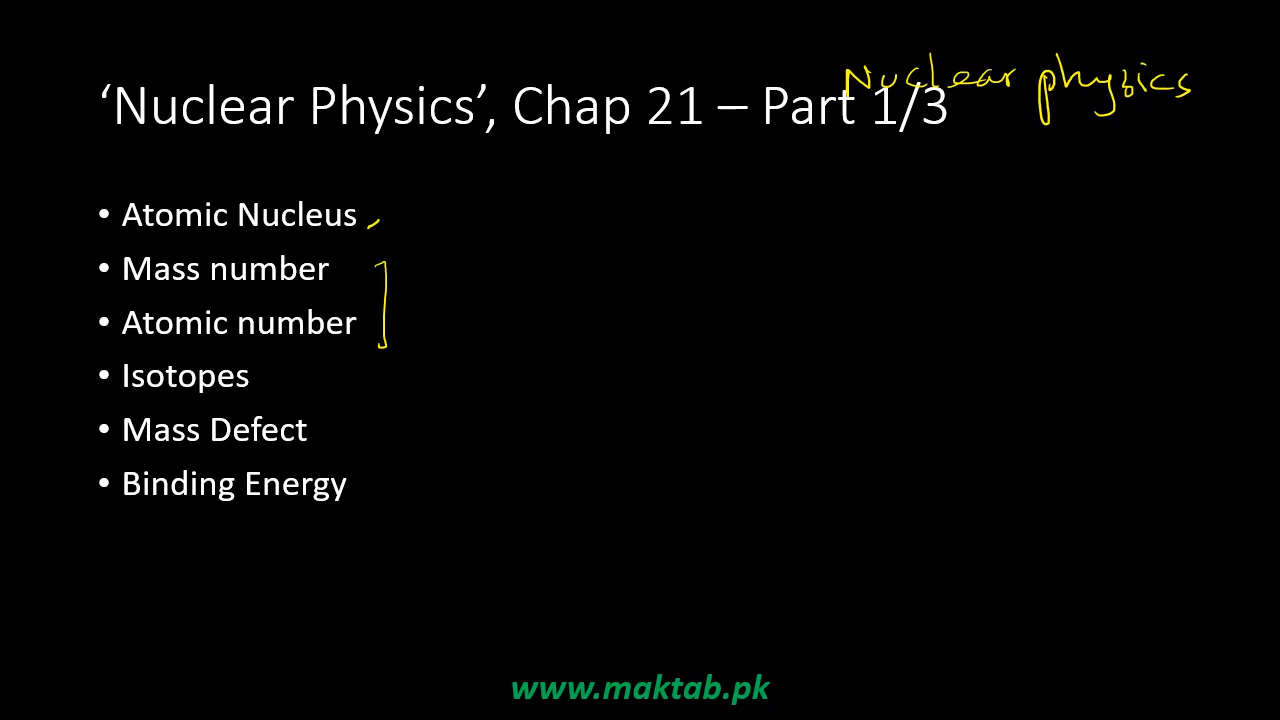 Nuclear physics
‘Nuclear Physics’, Chap 21 – Part 1/3
• Atomic Nucleus
• Mass number
• Atomic number
• Isotopes
• Mass Defect
• Binding Energy
www.maktab.pk